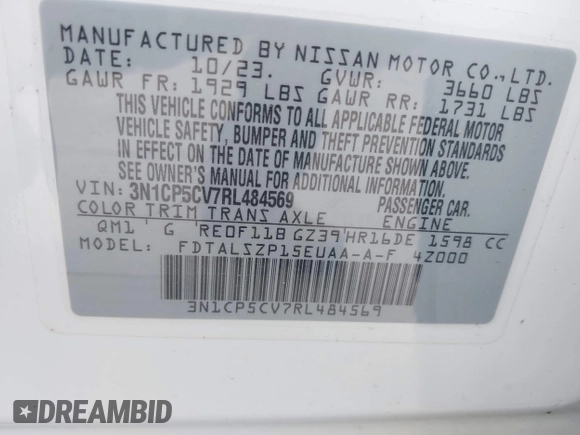 MANUFACTURED BY NISSAN MOTOR CO., LTD.
DATE: 10/23. GVWR: 3660 LBS
GAWR FR: 1929 LBS GAWR RR: 1731 LBS
THIS VEHICLE CONFORMS TO ALL APPLICABLE FEDERAL MOTOR
VEHICLE SAFETY, BUMPER AND THEFT PREVENTION STANDARDS
IN EFFECT ON THE DATE OF MANUFACTURE SHOWN ABOVE.
SEE OWNER'S MANUAL FOR ADDITIONAL INFORMATION.
VIN: 3N1CP5CV7RL484569 PASSENGER CAR.
COLOR TRIM TRANS AXLE ENGINE
QM1 G RE0F11B GZ39 HR16DE 1598 CC
MODEL: FDTALSZP15EUAA-A-F 4Z000
3N1CP5CV7RL484569
DREAMBID